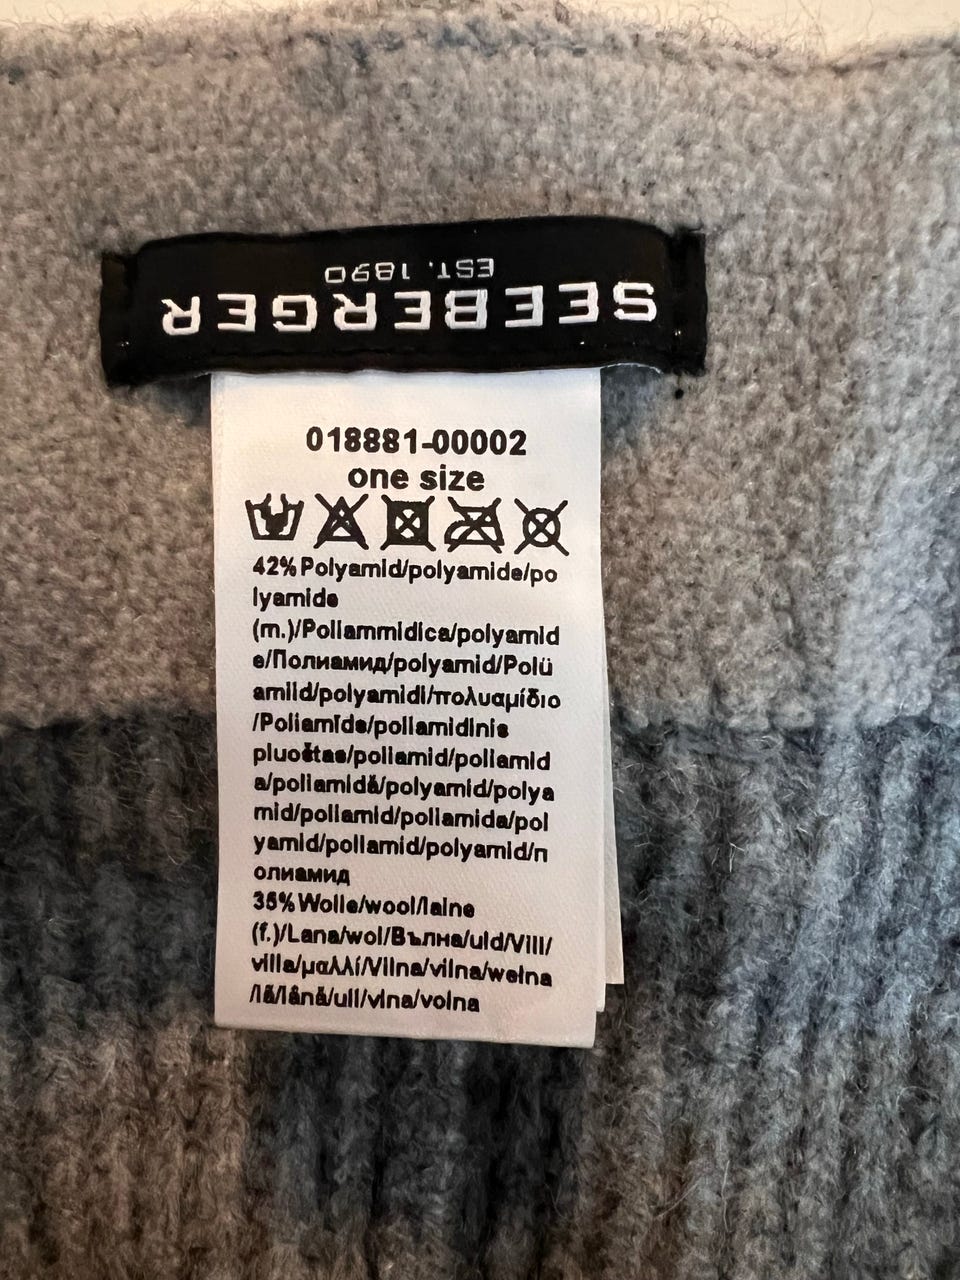 EST. 1890
SEEBERGER
018881-00002
one size
42% Polyamid/polyamide/po
lyamide
(m.)/Poliammidica/polyamid
e/Полиамид/polyamid/Polü
amiid/polyamidi/πολυαμίδιο
/Poliamīds/poliamidinis
pluoštas/poliamid/poliamid
a/poliamidă/polyamid/polya
mid/poliamid/poliamida/pol
yamid/poliamid/polyamid/п
олиамид
35% Wolle/wool/laine
(f.)/Lana/wol/Вълна/uld/Vill/
villa/μαλλί/Vilna/vilna/wełna
/lã/lână/ull/vlna/volna